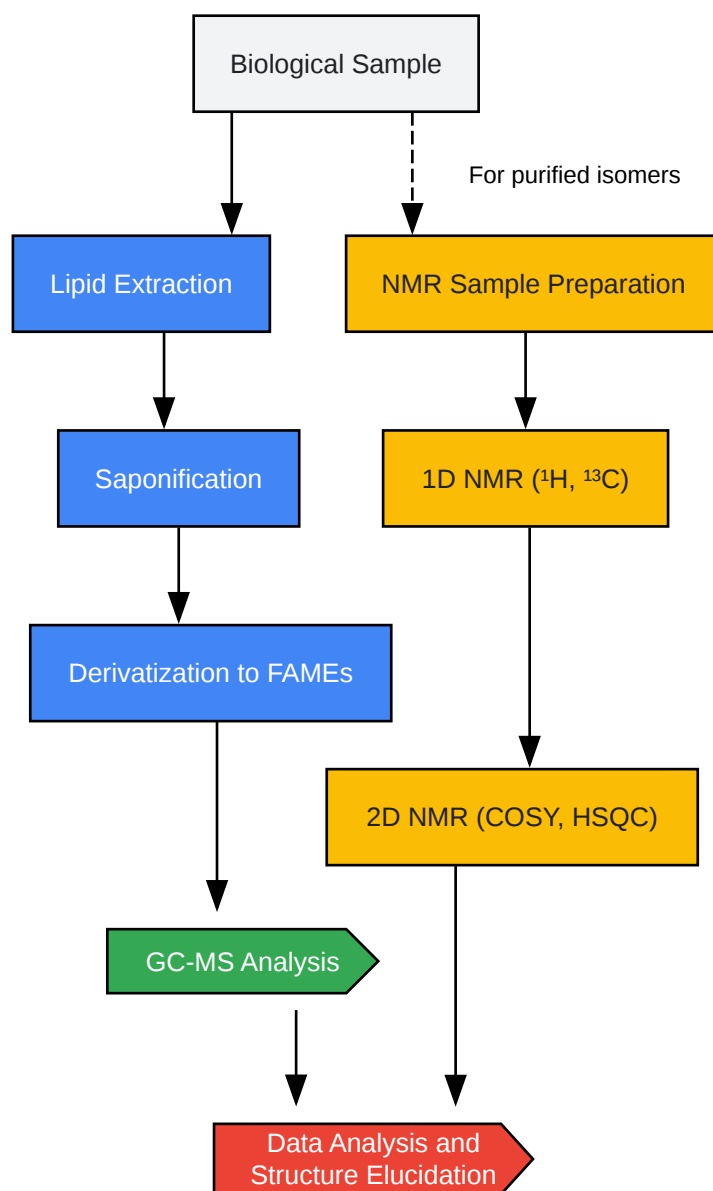 Biological Sample
For purified isomers
Lipid Extraction
NMR Sample Preparation
Saponification
1D NMR (¹H, ¹³C)
Derivatization to FAMEs
2D NMR (COSY, HSQC)
GC-MS Analysis
Data Analysis and
Structure Elucidation